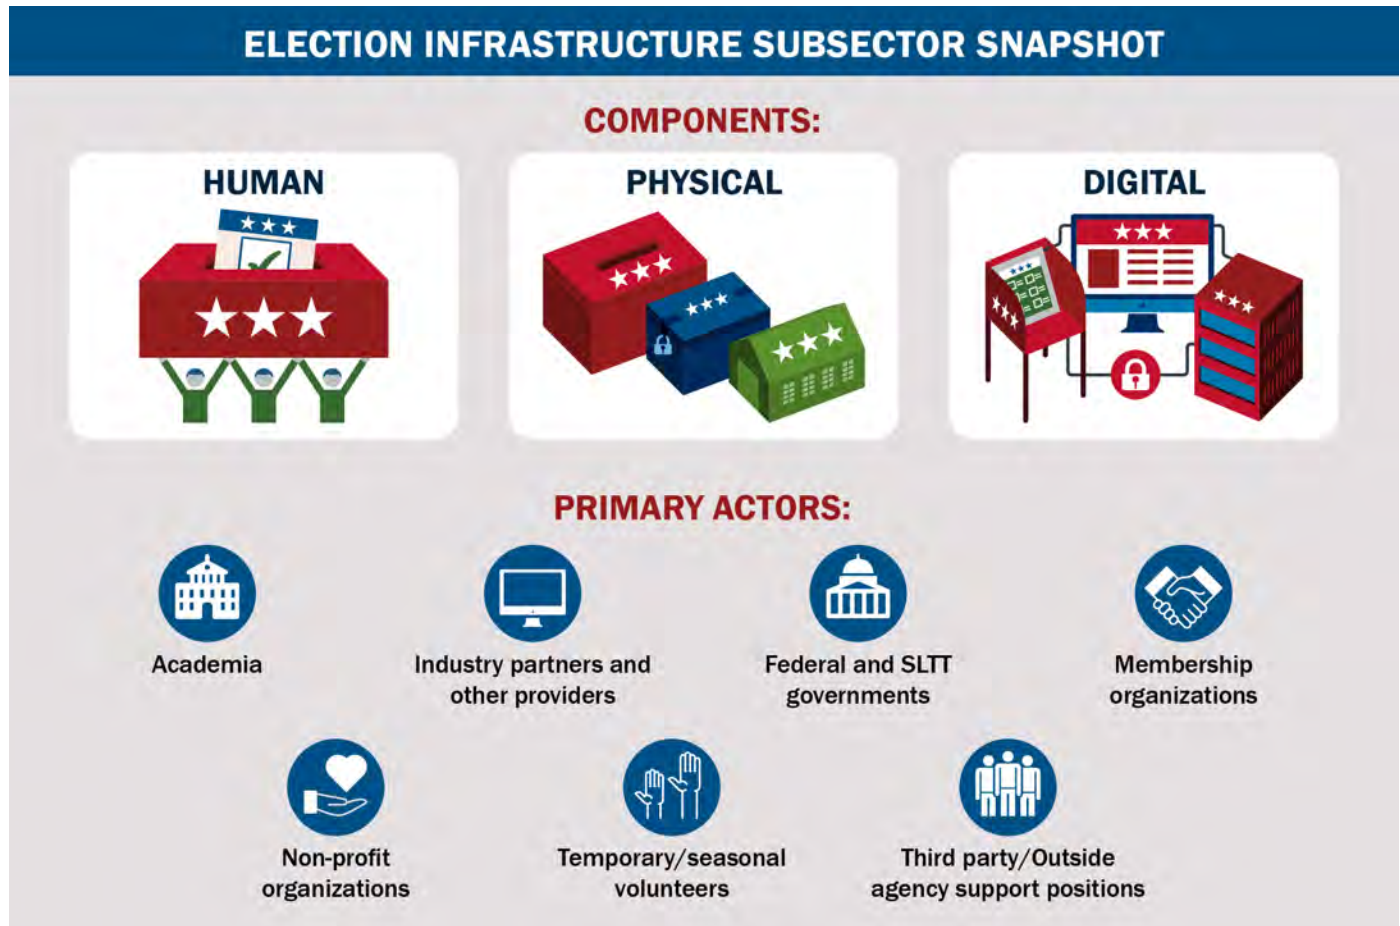 ELECTION INFRASTRUCTURE SUBSECTOR SNAPSHOT
COMPONENTS:
HUMAN
PHYSICAL
DIGITAL
PRIMARY ACTORS:
Academia
Industry partners and
other providers
Federal and SLTT
governments
Membership
organizations
Non-profit
organizations
Temporary/seasonal
volunteers
Third party/Outside
agency support positions